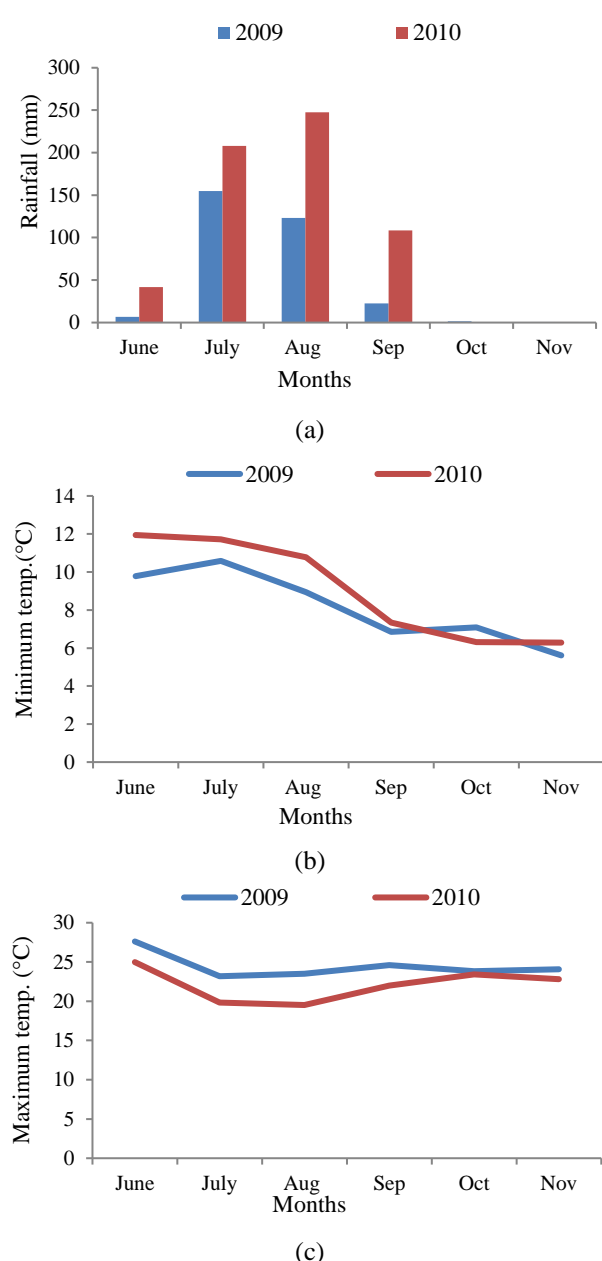 2009 2010
300
250
200
150
100
50
0
Rainfall (mm)
June July Aug Sep Oct Nov
Months
(a)
2009 2010
14
12
10
8
6
4
2
0
Minimum temp.(°C)
June July Aug Sep Oct Nov
Months
(b)
2009 2010
30
25
20
15
10
5
0
Maximum temp. (°C)
June July Aug Sep Oct Nov
Months
(c)